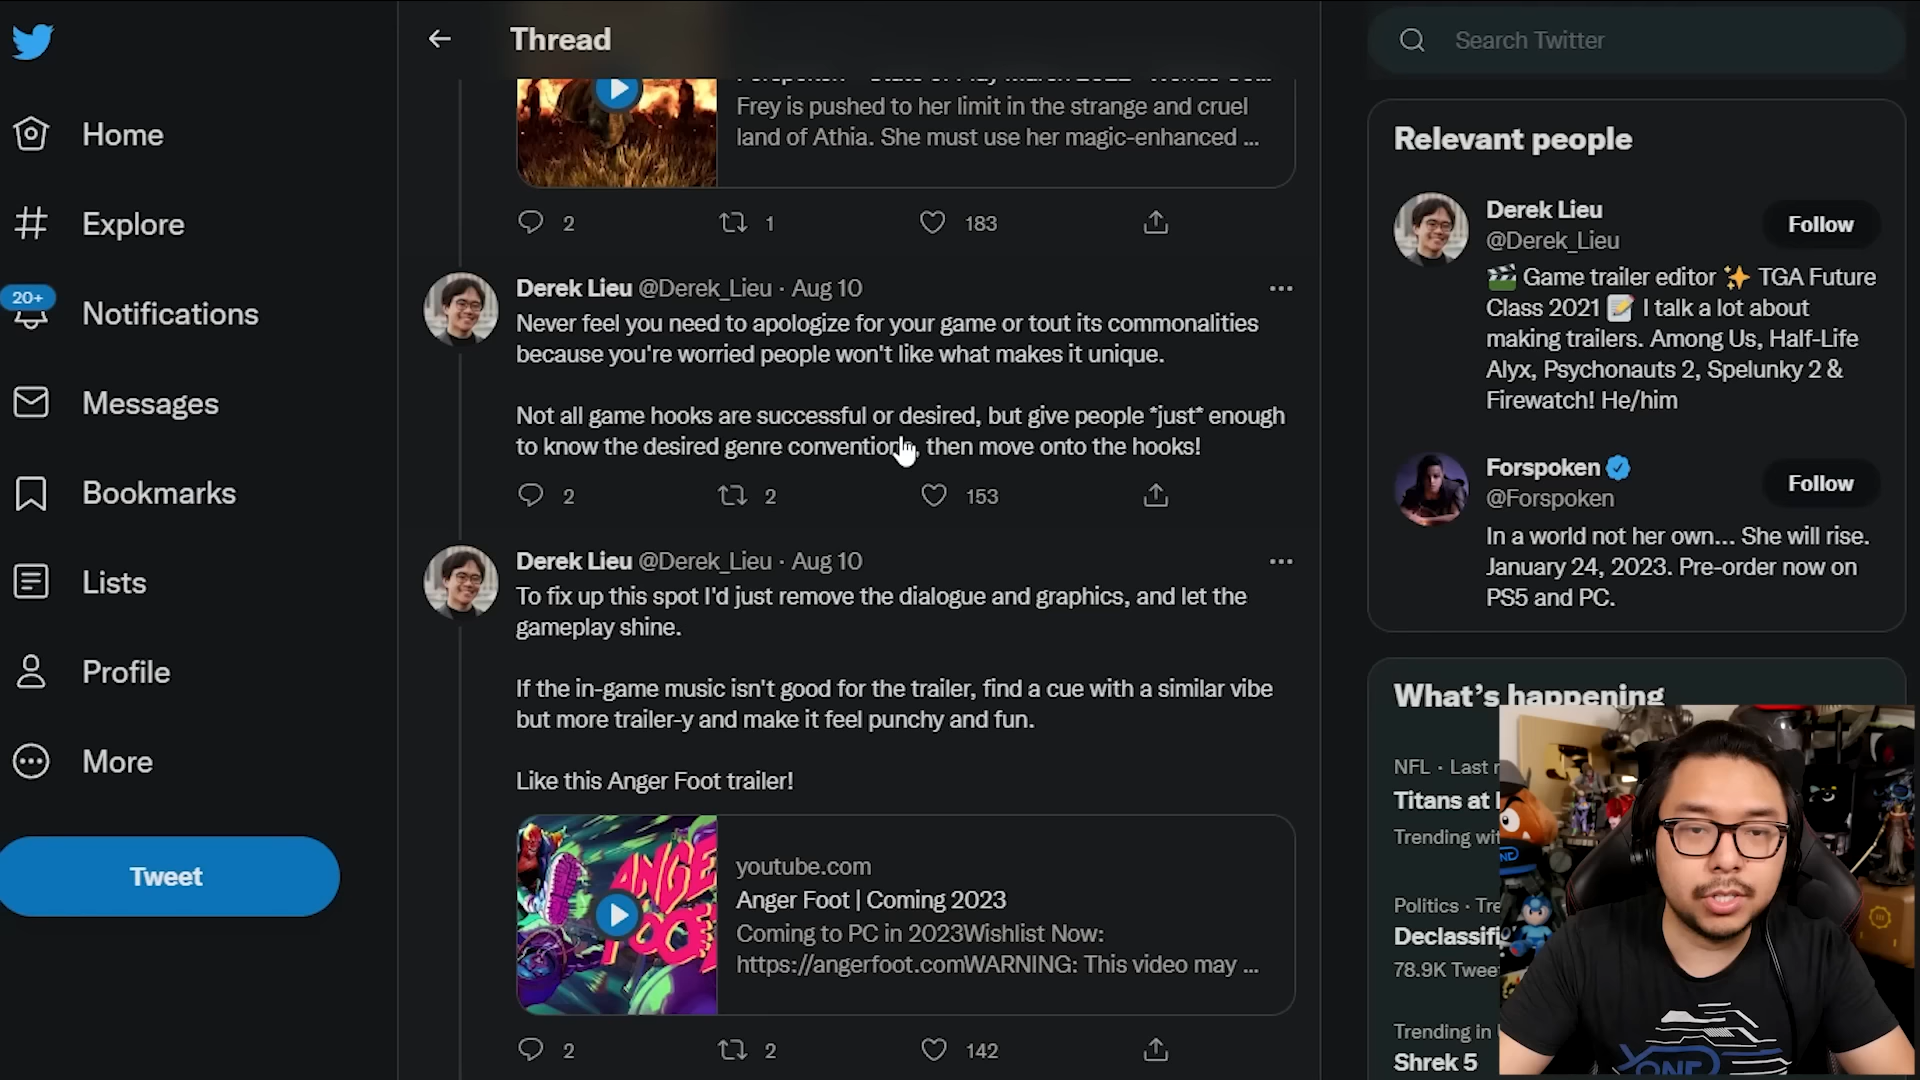 Home
Explore
20+
Notifications
Messages
Bookmarks
Lists
Profile
More
Tweet
Thread
Frey is pushed to her limit in the strange and cruel
land of Athia. She must use her magic-enhanced ...
2
1
183
Derek Lieu @Derek_Lieu · Aug 10
Never feel you need to apologize for your game or tout its commonalities
because you're worried people won't like what makes it unique.
Not all game hooks are successful or desired, but give people *just* enough
to know the desired genre convention, then move onto the hooks!
2
2
153
Derek Lieu @Derek_Lieu · Aug 10
To fix up this spot I'd just remove the dialogue and graphics, and let the
gameplay shine.
If the in-game music isn't good for the trailer, find a cue with a similar vibe
but more trailer-y and make it feel punchy and fun.
Like this Anger Foot trailer!
ANGE
youtube.com
Anger Foot | Coming 2023
Coming to PC in 2023Wishlist Now:
https://angerfoot.comWARNING: This video may ...
2
2
142
Search Twitter
Relevant people
Derek Lieu
@Derek_Lieu
Follow
🎬 Game trailer editor ✨ TGA Future
Class 2021 📝 I talk a lot about
making trailers. Among Us, Half-Life
Alyx, Psychonauts 2, Spelunky 2 &
Firewatch! He/him
Forspoken
@Forspoken
Follow
In a world not her own... She will rise.
January 24, 2023. Pre-order now on
PS5 and PC.
What's happening
NFL · Last
Titans at
Trending wit
Politics · Tre
Declassifi
78.9K Twee
Trending in
Shrek 5